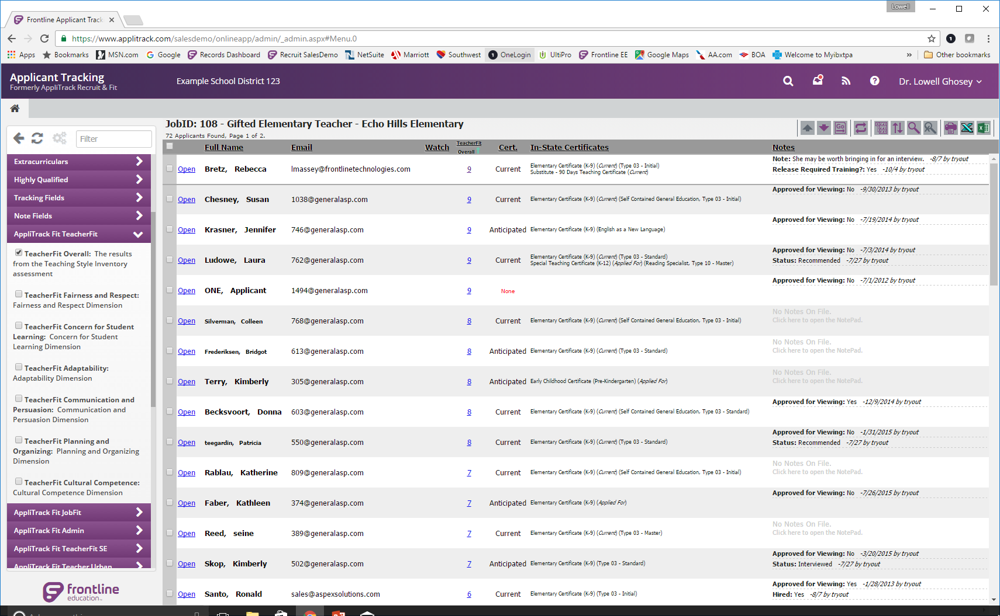 Lowell
Frontline Applicant Track
https://www.applitrack.com/salesdemo/onlineapp/admin/_admin.aspx#Menu.0
Apps Bookmarks MSN.com Google Records Dashboard Recruit SalesDemo NetSuite Marriott Southwest OneLogin UltiPro Frontline EE Google Maps AA.com BOA Welcome to Myibxtpa » Other bookmarks
Applicant Tracking
Formerly AppliTrack Recruit & Fit
Example School District 123
Dr. Lowell Ghosey
JobID: 108 - Gifted Elementary Teacher - Echo Hills Elementary
72 Applicants Found, Page 1 of 2.
Go
Filter
Extracurriculars
Highly Qualified
Tracking Fields
Note Fields
AppliTrack Fit TeacherFit
TeacherFit Overall: The results
from the Teaching Style Inventory
assessment
TeacherFit Fairness and Respect:
Fairness and Respect Dimension
TeacherFit Concern for Student
Learning: Concern for Student
Learning Dimension
TeacherFit Adaptability:
Adaptability Dimension
TeacherFit Communication and
Persuasion: Communication and
Persuasion Dimension
TeacherFit Planning and
Organizing: Planning and Organizing
Dimension
TeacherFit Cultural Competence:
Cultural Competence Dimension
AppliTrack Fit JobFit
AppliTrack Fit Admin
AppliTrack Fit TeacherFit SE
AppliTrack Fit Teacher Urban
frontline
education
Full Name Email Watch TeacherFit Overall Cert. In-State Certificates Notes
Open Bretz, Rebecca lmassey@frontlinetechnologies.com 9 Current
Elementary Certificate (K-9) (Current) (Type 03 - Initial)
Substitute - 90 Days Teaching Certificate (Current)
Note: She may be worth bringing in for an interview. -8/7 by tryout
Release Required Training?: Yes -10/4 by tryout
Open Chesney, Susan 1038@generalasp.com 9 Current Elementary Certificate (K-9) (Current) (Self Contained General Education, Type 03 - Initial)
Approved for Viewing: No -9/30/2013 by tryout
Open Krasner, Jennifer 746@generalasp.com 9 Anticipated Elementary Certificate (K-9) (English as a New Language)
Approved for Viewing: No -7/19/2014 by tryout
Open Ludowe, Laura 762@generalasp.com 9 Current
Elementary Certificate (K-9) (Current) (Type 03 - Standard)
Special Teaching Certificate (K-12) (Applied For) (Reading Specialist, Type 10 - Master)
Approved for Viewing: No -7/3/2014 by tryout
Status: Recommended -7/27 by tryout
Open ONE, Applicant 1494@generalasp.com 9 None
Approved for Viewing: No -7/1/2012 by tryout
Open Silverman, Colleen 768@generalasp.com 8 Current Elementary Certificate (K-9) (Current) (Self Contained General Education, Type 03 - Initial)
No Notes On File.
Click here to open the NotePad.
Open Frederiksen, Bridgot 613@generalasp.com 8 Anticipated Elementary Certificate (K-9) (Current) (Type 03 - Standard)
No Notes On File.
Click here to open the NotePad.
Open Terry, Kimberly 305@generalasp.com 8 Anticipated Early Childhood Certificate (Pre-Kindergarten) (Applied For)
No Notes On File.
Click here to open the NotePad.
Open Becksvoort, Donna 603@generalasp.com 8 Current Elementary Certificate (K-9) (Current) (Self Contained General Education, Type 03 - Standard)
Approved for Viewing: Yes -12/9/2014 by tryout
Open teegardin, Patricia 550@generalasp.com 8 Current Elementary Certificate (K-9) (Current) (Type 03 - Standard)
Approved for Viewing: No -1/31/2015 by tryout
Status: Recommended -7/27 by tryout
Open Rablau, Katherine 809@generalasp.com 7 Current Elementary Certificate (K-9) (Current) (Self Contained General Education, Type 03 - Initial)
No Notes On File.
Click here to open the NotePad.
Open Faber, Kathleen 374@generalasp.com 7 Anticipated Elementary Certificate (K-9) (Applied For)
Approved for Viewing: No -7/26/2015 by tryout
Open Reed, seine 389@generalasp.com 7 Current Elementary Certificate (K-9) (Current) (Type 03 - Master)
No Notes On File.
Click here to open the NotePad.
Open Skop, Kimberly 502@generalasp.com 7 Anticipated Elementary Certificate (K-9) (Type 03 - Standard)
Approved for Viewing: No -3/20/2015 by tryout
Status: Interviewed -7/27 by tryout
Open Santo, Ronald sales@aspexsolutions.com 6 Current Elementary Certificate (K-9) (Type 03 - Initial)
Approved for Viewing: Yes -1/28/2013 by tryout
Hired: Yes -8/7 by tryout